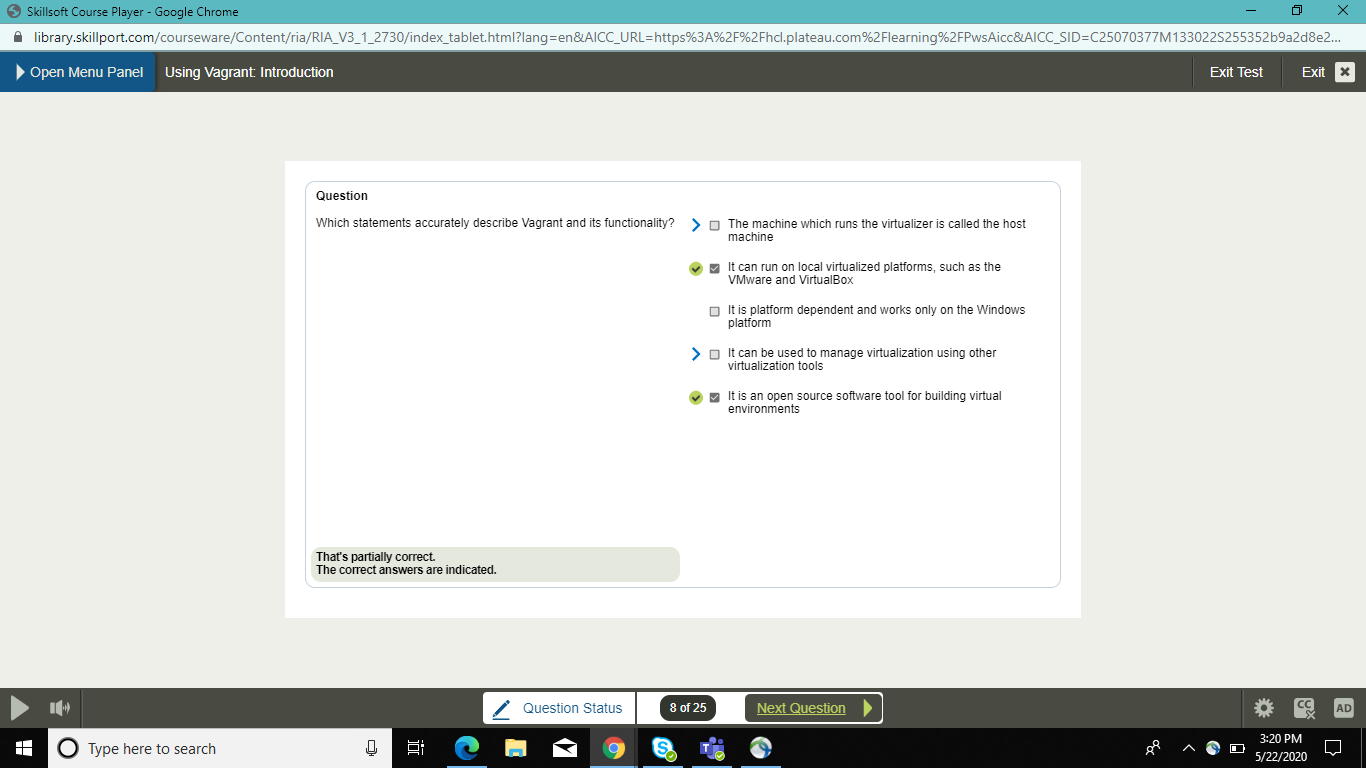 Skillsoft Course Player - Google Chrome
library.skillport.com/courseware/Content/ria/RIA_V3_1_2730/index_tablet.html?lang=en&AICC_URL=https%3A%2F%2Fhcl.plateau.com%2Flearning%2FPwsAicc&AICC_SID=C25070377M133022S255352b9a2d8e2...
Open Menu Panel
Using Vagrant: Introduction
Exit Test
Exit
Question
Which statements accurately describe Vagrant and its functionality?
The machine which runs the virtualizer is called the host
machine
It can run on local virtualized platforms, such as the
VMware and VirtualBox
It is platform dependent and works only on the Windows
platform
It can be used to manage virtualization using other
virtualization tools
It is an open source software tool for building virtual
environments
That's partially correct.
The correct answers are indicated.
Question Status
8 of 25
Next Question
CC
AD
Type here to search
3:20 PM
5/22/2020